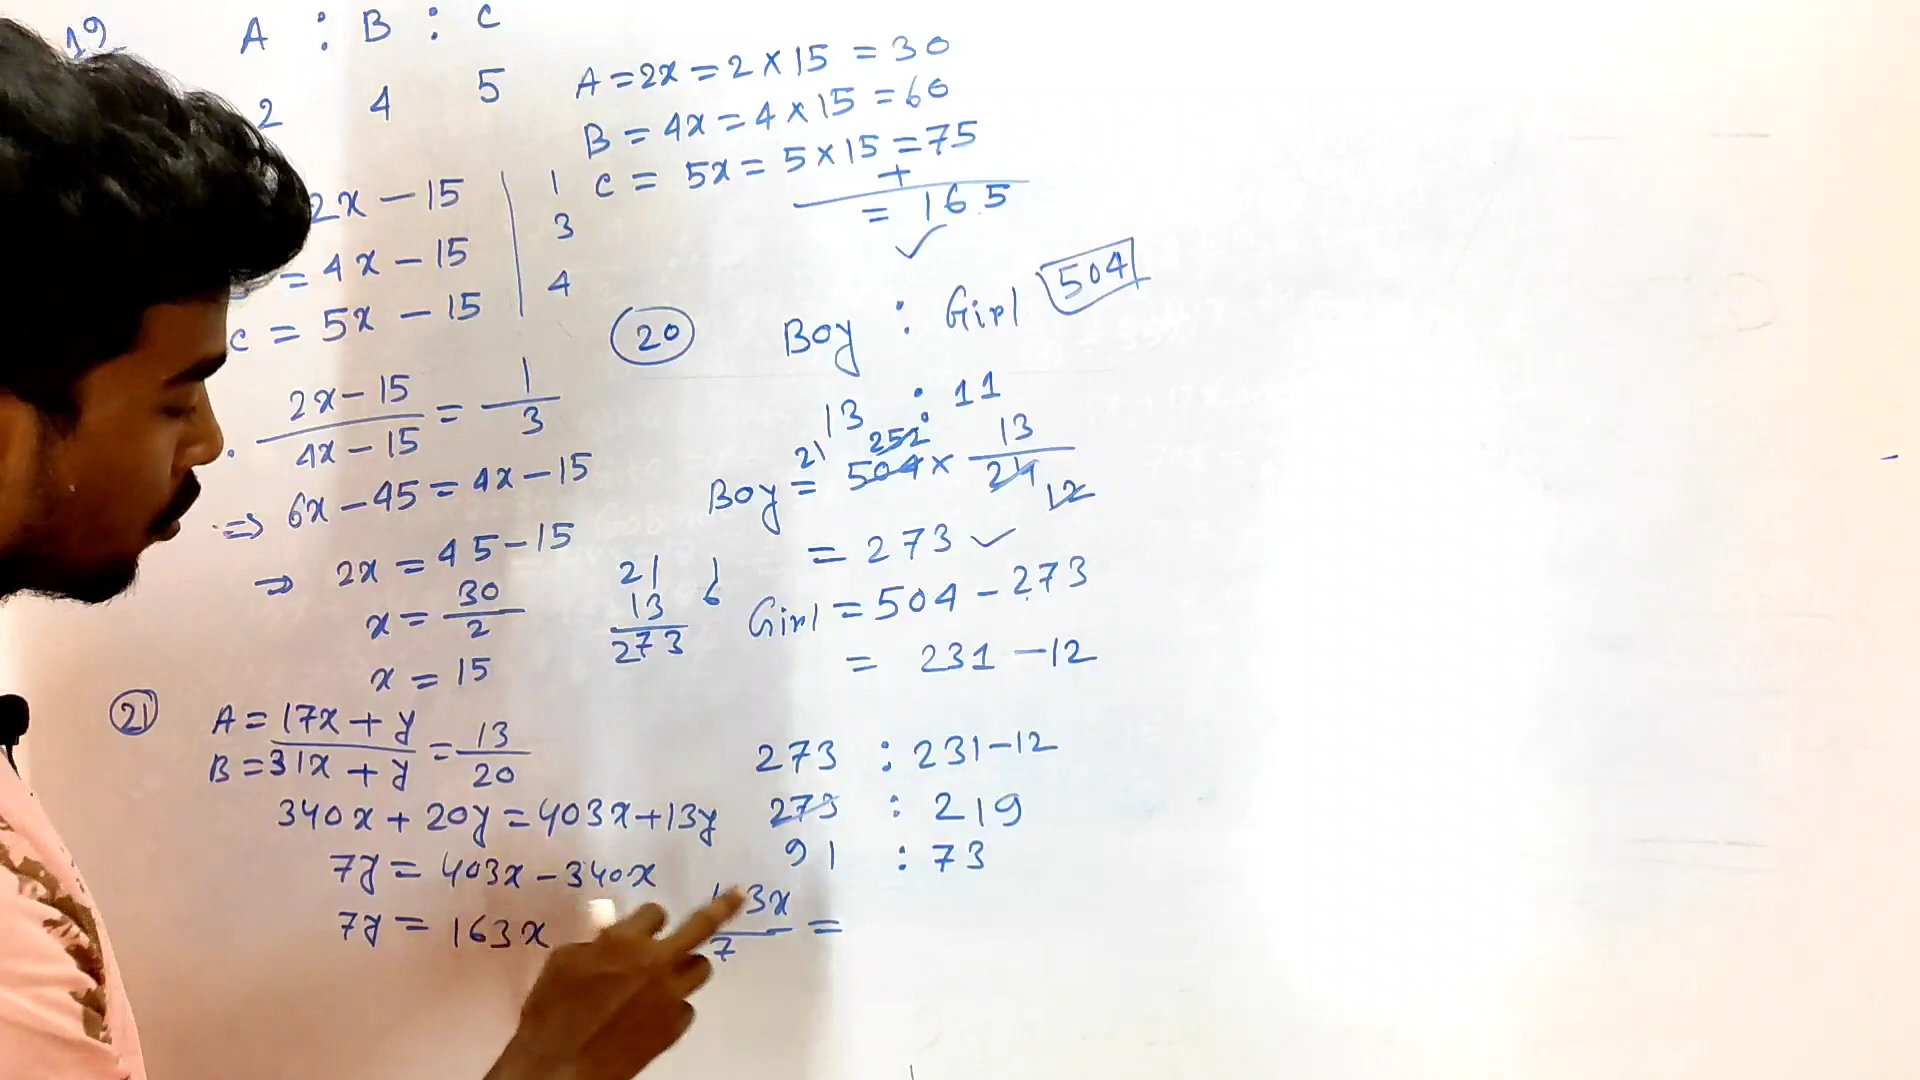 19 A : B : C
2 4 5
2x - 15 | 1
= 4x - 15 3
C = 5x - 15 4
2x - 15 / 4x - 15 = 1 / 3
⇒ 6x - 45 = 4x - 15
⇒ 2x = 45 - 15
x = 30 / 2
x = 15
A = 2x = 2 × 15 = 30
B = 4x = 4 × 15 = 60
C = 5x = 5 × 15 = 75
+
= 165 ✓
20 Boy : Girl 504
13 : 11
Boy = 504 × 13 / 24
21 252 12
= 273 ✓
21
13
273
Girl = 504 - 273
= 231 - 12
273 : 231 - 12
273 : 219
91 : 73
21 A = 17x + y
B = 31x + y = 13 / 20
340x + 20y = 403x + 13y
7y = 403x - 340x
7y = 163x
3x / 7 =